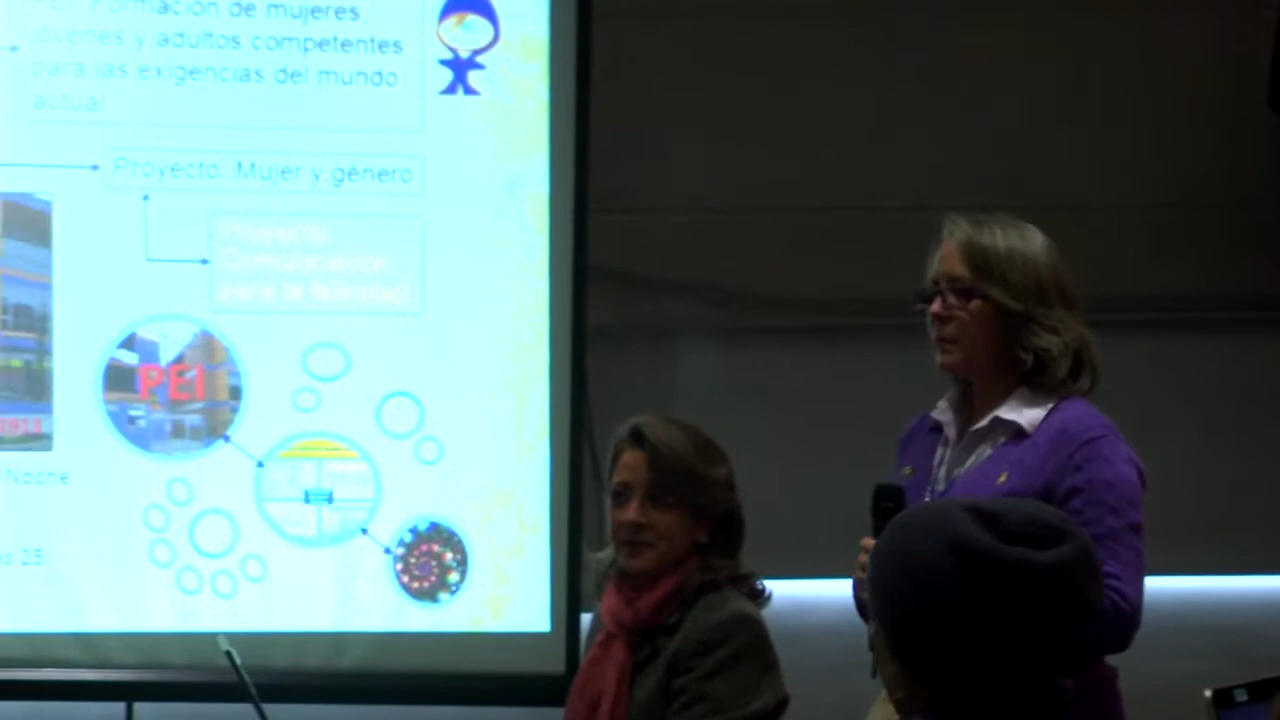 Formación de mujeres,
jóvenes y adultos competentes
para las exigencias del mundo
actual.
Proyecto: Mujer y género
Proyecto:
Comunicación
para la felicidad
PEI
Noche